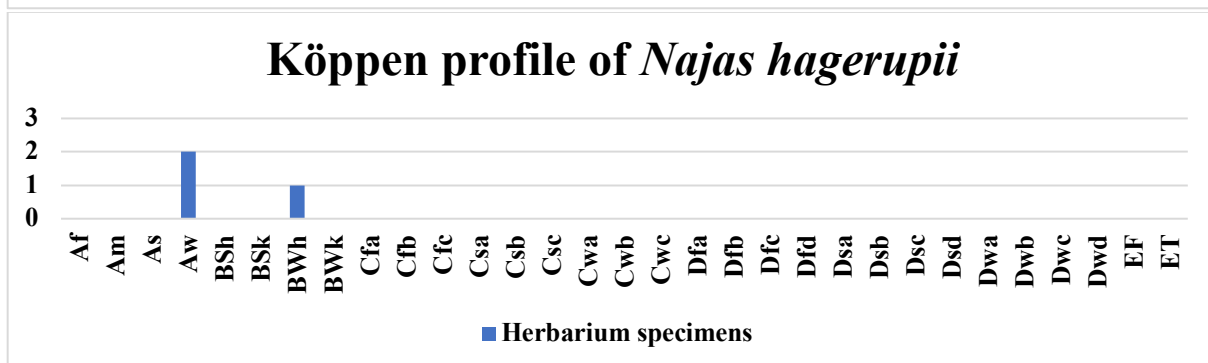 Köppen profile of Najas hagerupii
3
2
1
0
Af Am As Aw BSh BSk BWh BWk Cfa Cfb Cfc Csa Csb Csc Cwa Cwb Cwc Dfa Dfb Dfc Dfd Dsa Dsb Dsc Dsd Dwa Dwb Dwc Dwd EF ET
Herbarium specimens